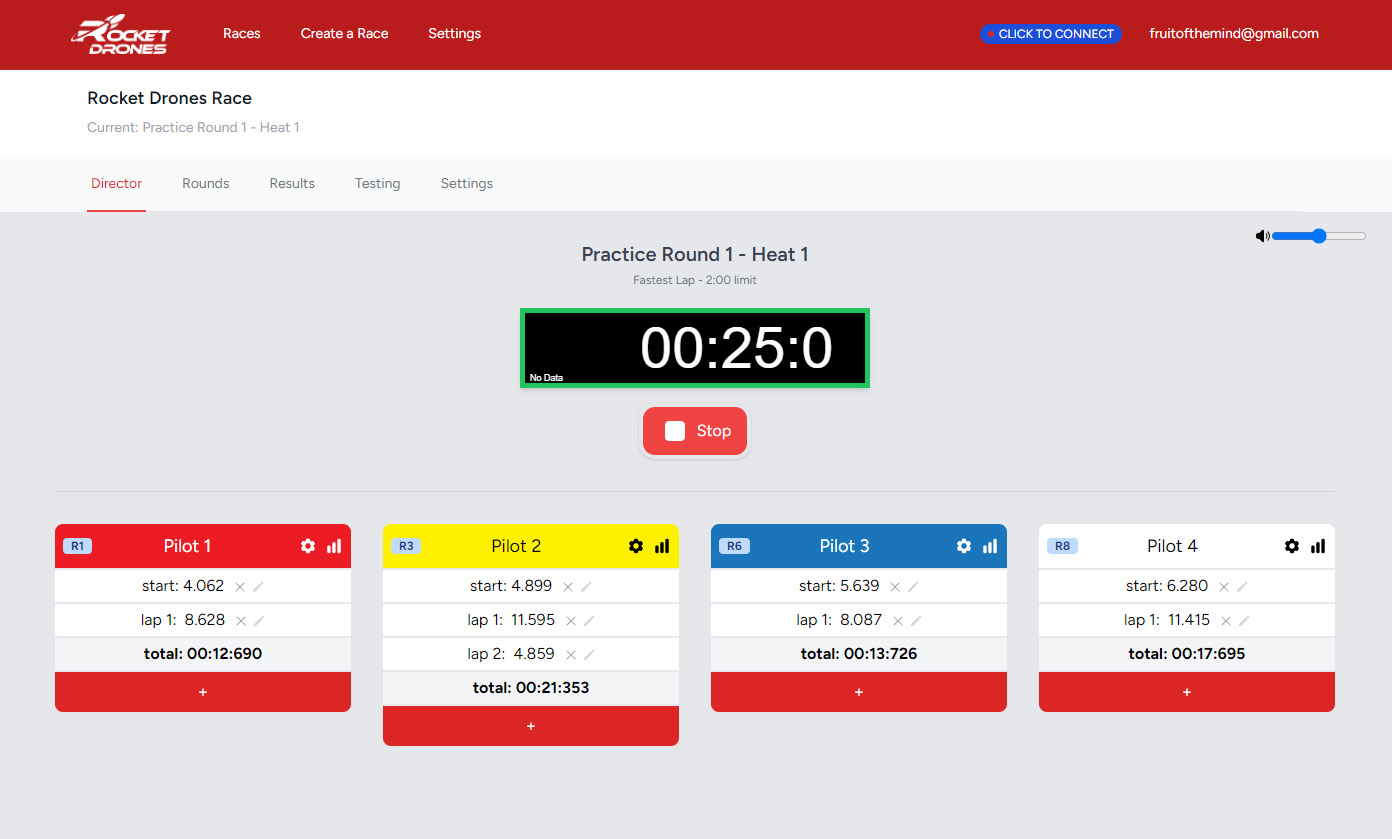 ROCKET
DRONES
Races
Create a Race
Settings
CLICK TO CONNECT
fruitofthemind@gmail.com
Rocket Drones Race
Current: Practice Round 1 - Heat 1
Director
Rounds
Results
Testing
Settings
Practice Round 1 - Heat 1
Fastest Lap - 2:00 limit
00:25:0
No Data
Stop
R1
Pilot 1
start: 4.062
lap 1: 8.628
total: 00:12:690
+
R3
Pilot 2
start: 4.899
lap 1: 11.595
lap 2: 4.859
total: 00:21:353
+
R6
Pilot 3
start: 5.639
lap 1: 8.087
total: 00:13:726
+
R8
Pilot 4
start: 6.280
lap 1: 11.415
total: 00:17:695
+